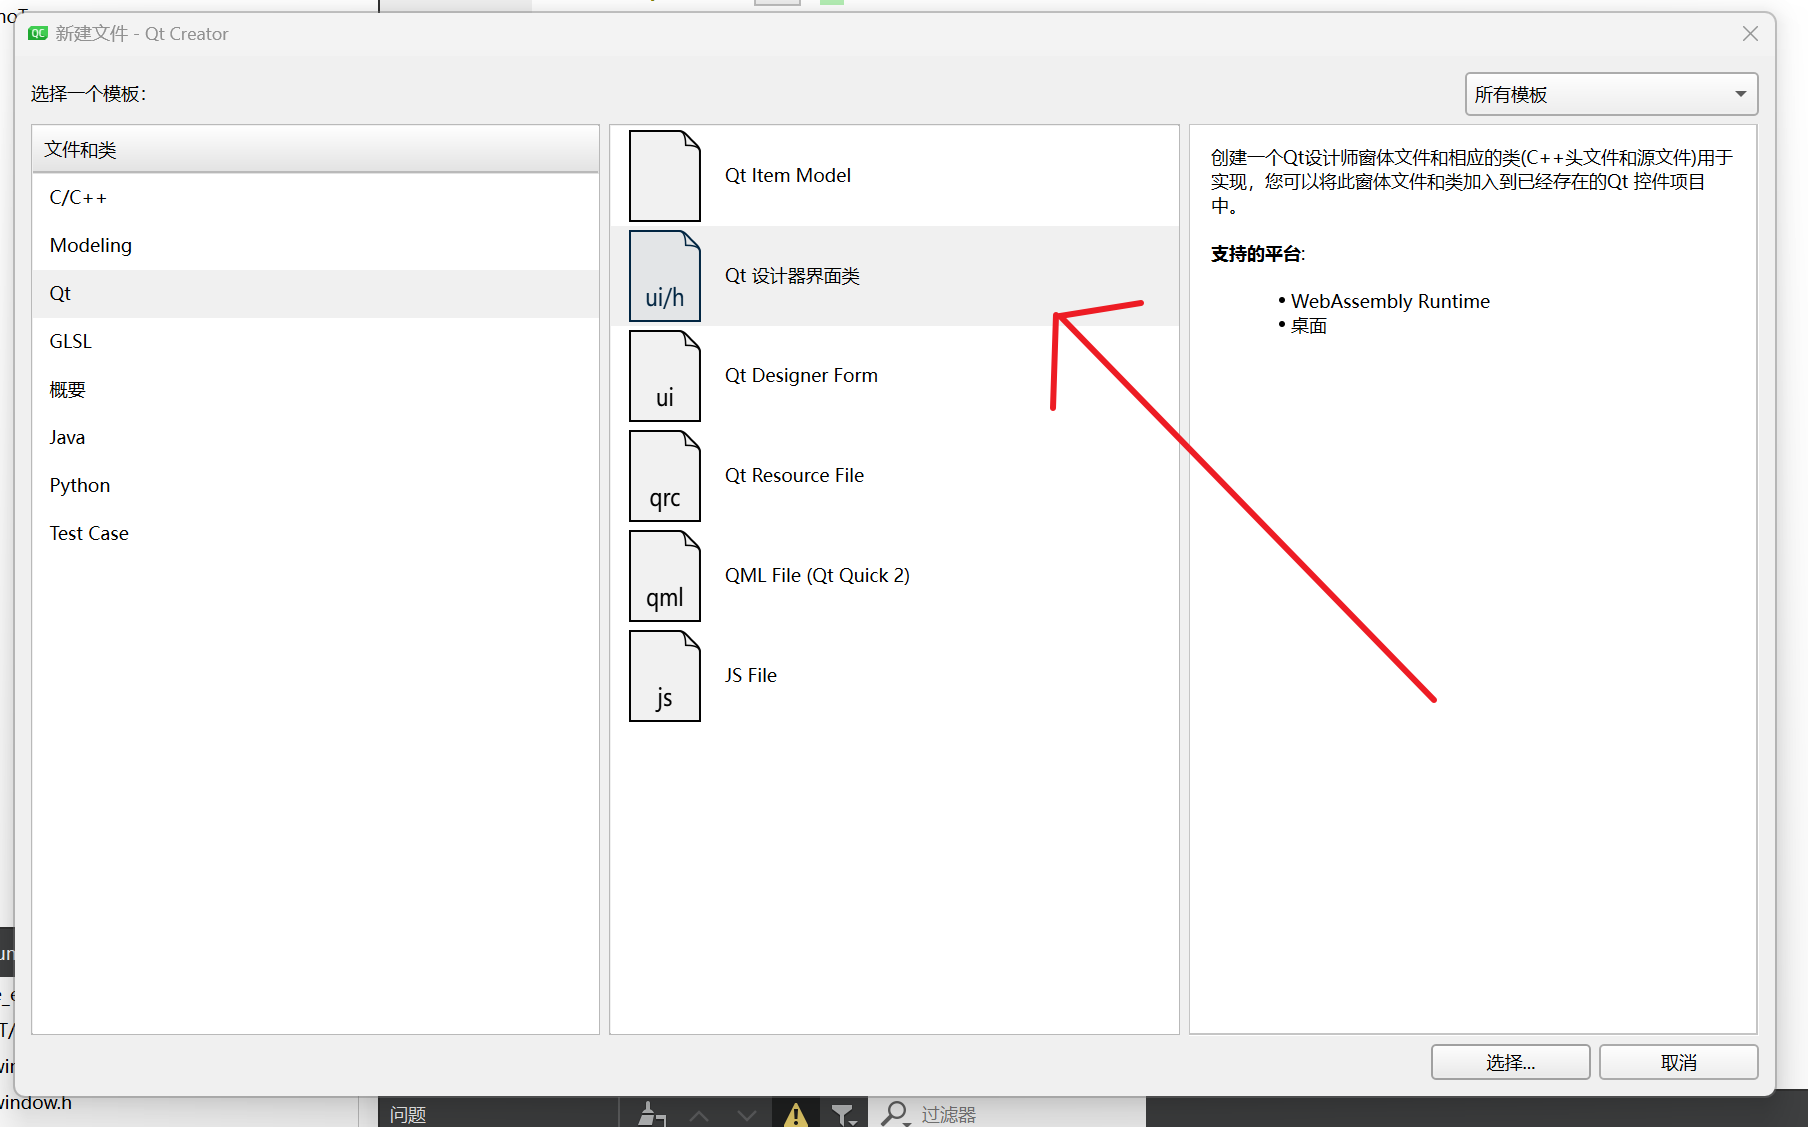 QC 新建文件 - Qt Creator
选择一个模板:
所有模板
文件和类
C/C++
Modeling
Qt
GLSL
概要
Java
Python
Test Case
Qt Item Model
ui/h
Qt 设计器界面类
ui
Qt Designer Form
qrc
Qt Resource File
qml
QML File (Qt Quick 2)
js
JS File
创建一个Qt设计师窗体文件和相应的类(C++头文件和源文件)用于
实现，您可以将此窗体文件和类加入到已经存在的Qt 控件项目
中。
支持的平台:
• WebAssembly Runtime
• 桌面
选择...
取消
window.h
问题
过滤器